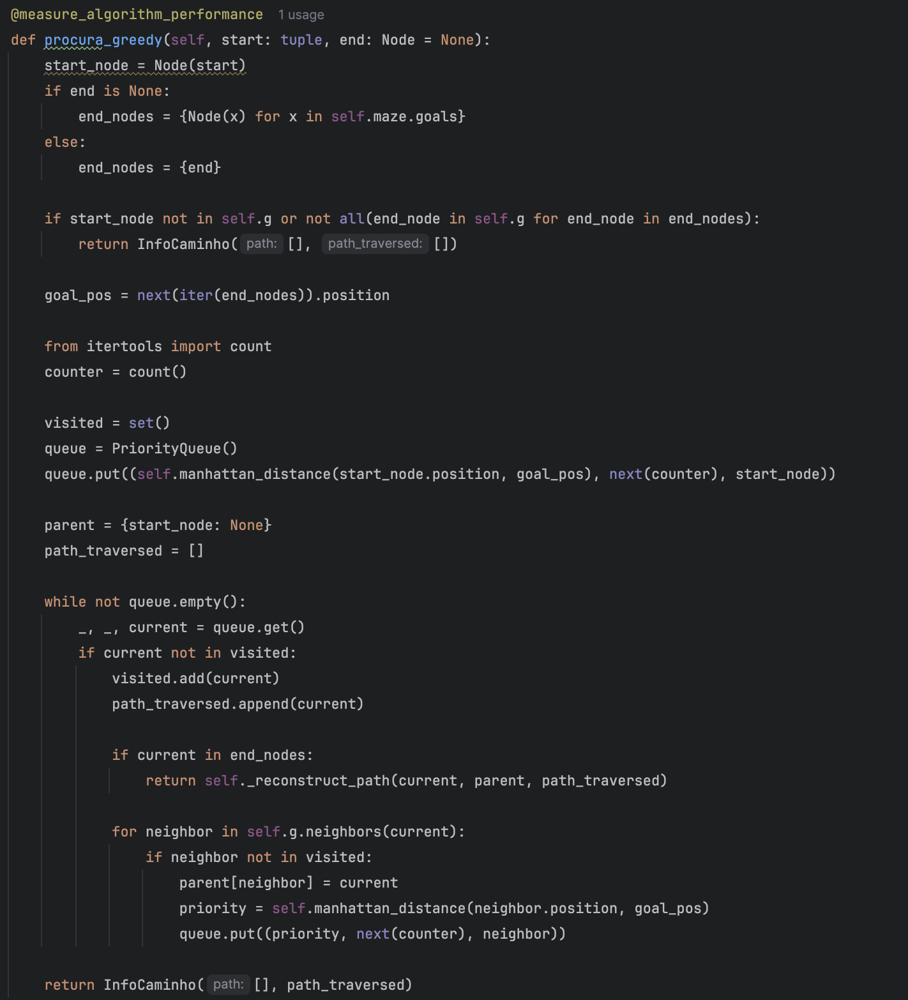 @measure_algorithm_performance 1 usage
def procura_greedy(self, start: tuple, end: Node = None):
    start_node = Node(start)
    if end is None:
        end_nodes = {Node(x) for x in self.maze.goals}
    else:
        end_nodes = {end}

    if start_node not in self.g or not all(end_node in self.g for end_node in end_nodes):
        return InfoCaminho( path: [], path_traversed: [])

    goal_pos = next(iter(end_nodes)).position

    from itertools import count
    counter = count()

    visited = set()
    queue = PriorityQueue()
    queue.put((self.manhattan_distance(start_node.position, goal_pos), next(counter), start_node))

    parent = {start_node: None}
    path_traversed = []

    while not queue.empty():
        _, _, current = queue.get()
        if current not in visited:
            visited.add(current)
            path_traversed.append(current)

            if current in end_nodes:
                return self._reconstruct_path(current, parent, path_traversed)

            for neighbor in self.g.neighbors(current):
                if neighbor not in visited:
                    parent[neighbor] = current
                    priority = self.manhattan_distance(neighbor.position, goal_pos)
                    queue.put((priority, next(counter), neighbor))

    return InfoCaminho( path: [], path_traversed)